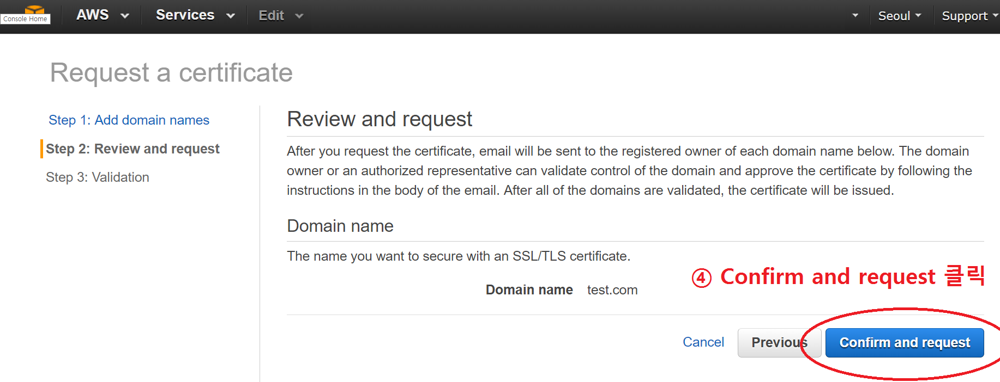 AWS Services Edit Seoul Support
Console Home
Request a certificate
Step 1: Add domain names
Step 2: Review and request
Step 3: Validation
Review and request
After you request the certificate, email will be sent to the registered owner of each domain name below. The domain
owner or an authorized representative can validate control of the domain and approve the certificate by following the
instructions in the body of the email. After all of the domains are validated, the certificate will be issued.
Domain name
The name you want to secure with an SSL/TLS certificate.
④ Confirm and request 클릭
Domain name test.com
Cancel Previous Confirm and request